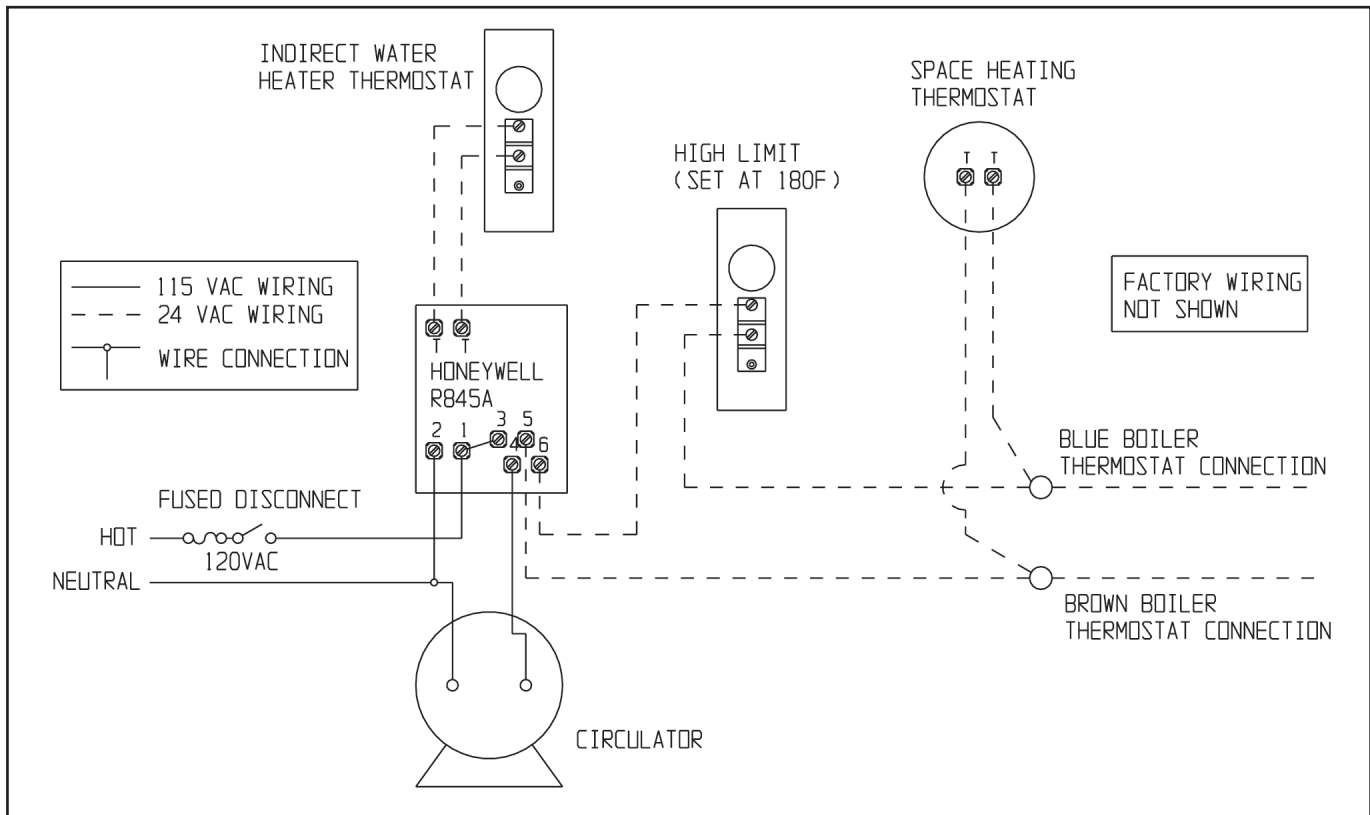 INDIRECT WATER
HEATER THERMOSTAT
SPACE HEATING
THERMOSTAT
T T
HIGH LIMIT
(SET AT 180F)
115 VAC WIRING
24 VAC WIRING
WIRE CONNECTION
FACTORY WIRING
NOT SHOWN
T T
HONEYWELL
R845A
2 1 3 5
4 6
BLUE BOILER
THERMOSTAT CONNECTION
FUSED DISCONNECT
HOT
120VAC
NEUTRAL
BROWN BOILER
THERMOSTAT CONNECTION
CIRCULATOR